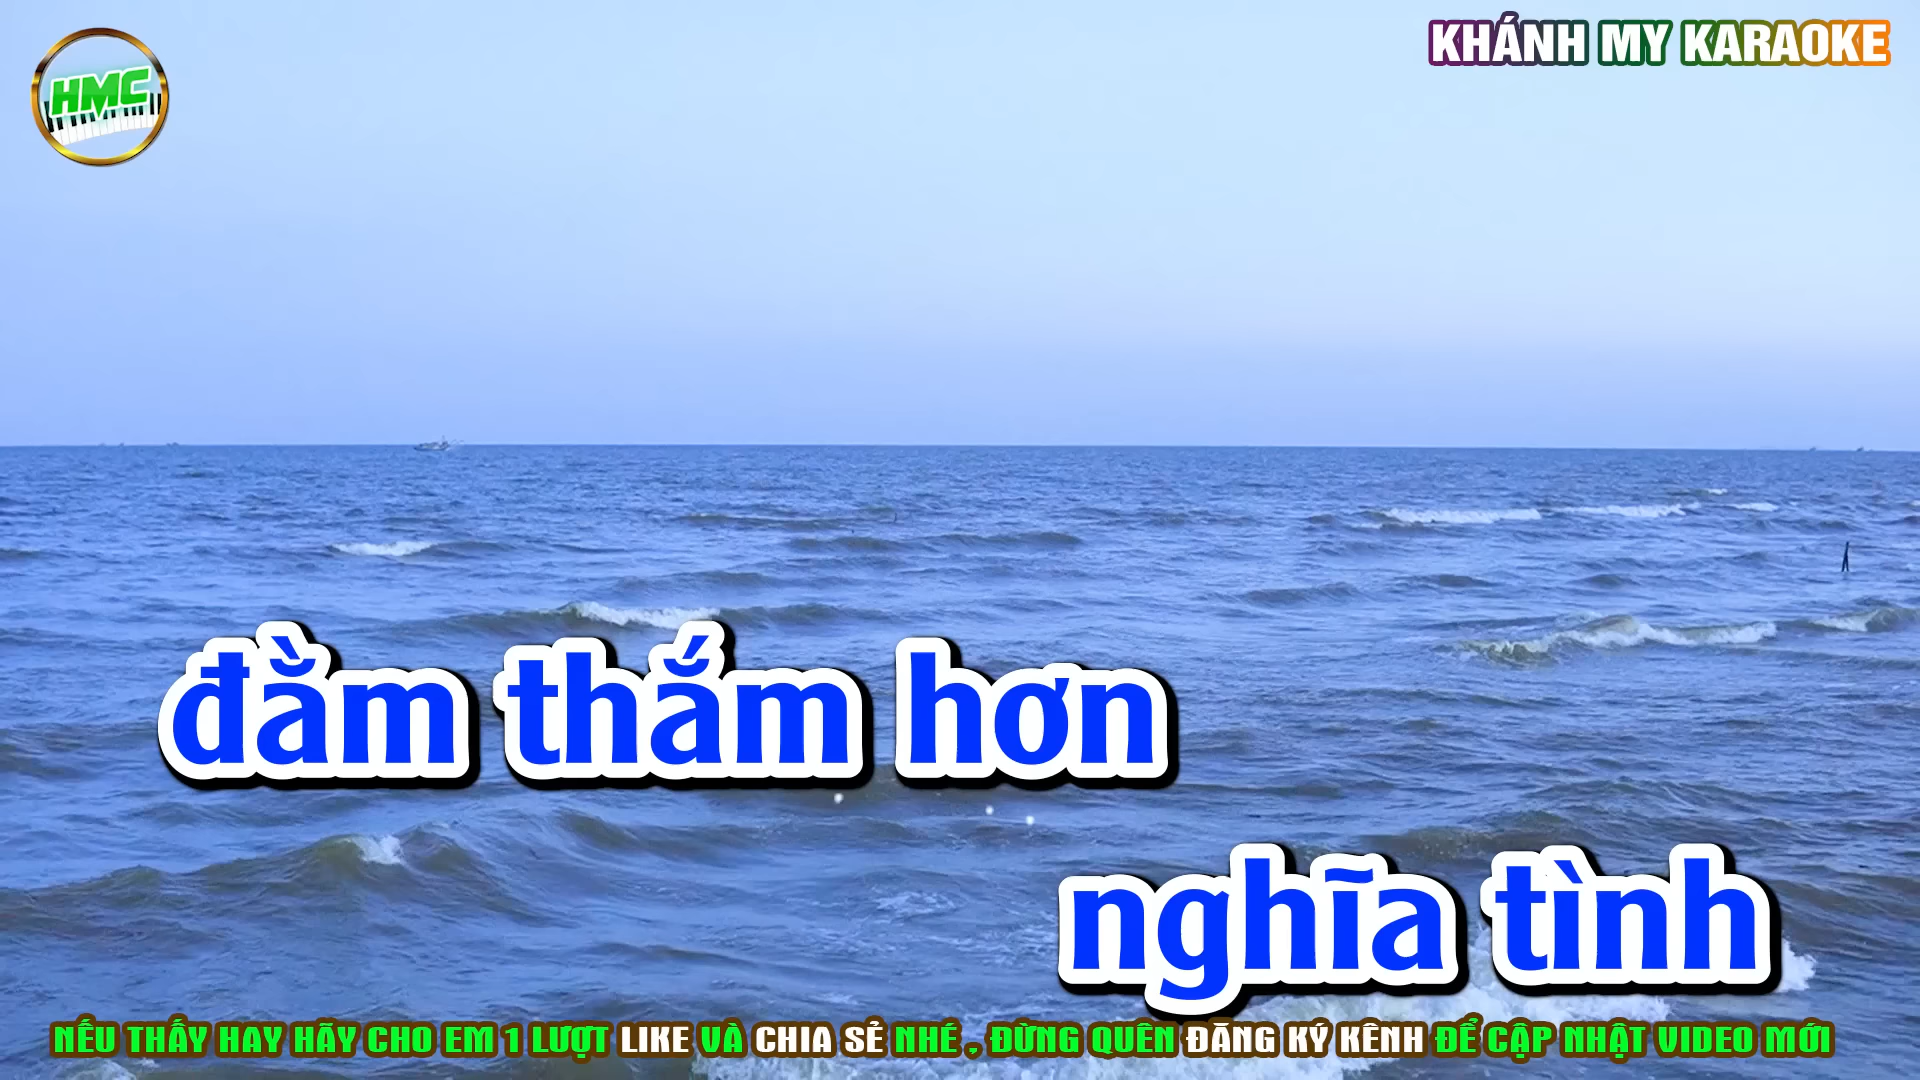 HMC
KHÁNH MY KARAOKE
đằm thắm hơn
nghĩa tình
NẾU THẤY HAY HÃY CHO EM 1 LƯỢT LIKE VÀ CHIA SẺ NHÉ , ĐỪNG QUÊN ĐĂNG KÝ KÊNH ĐỂ CẬP NHẬT VIDEO MỚI